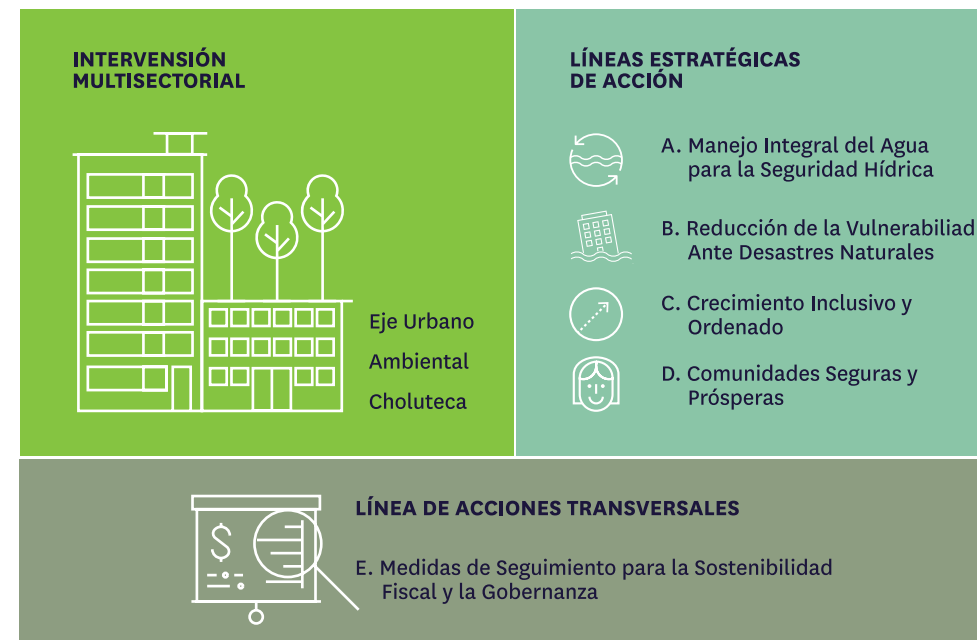 INTERVENSIÓN
MULTISECTORIAL
Eje Urbano
Ambiental
Choluteca
LÍNEAS ESTRATÉGICAS
DE ACCIÓN
A. Manejo Integral del Agua
para la Seguridad Hídrica
B. Reducción de la Vulnerabiliad
Ante Desastres Naturales
C. Crecimiento Inclusivo y
Ordenado
D. Comunidades Seguras y
Prósperas
$
LÍNEA DE ACCIONES TRANSVERSALES
E. Medidas de Seguimiento para la Sostenibilidad
Fiscal y la Gobernanza